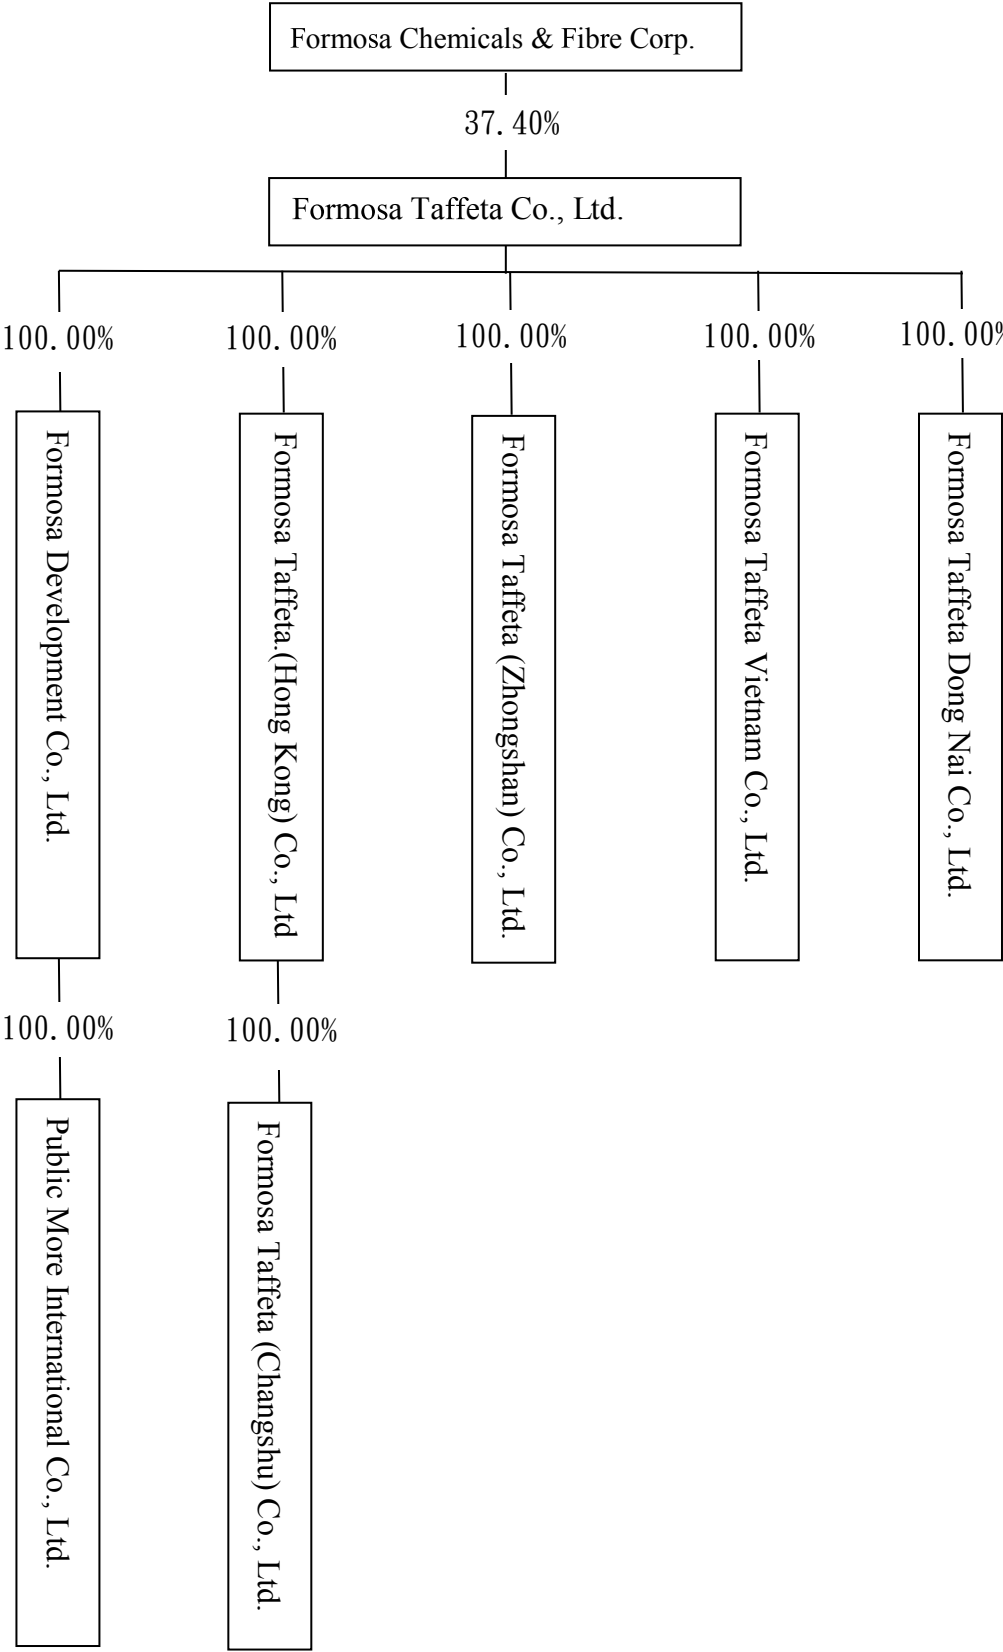 Formosa Chemicals & Fibre Corp.
37.40%
Formosa Taffeta Co., Ltd.
100.00%
100.00%
100.00%
100.00%
100.00%
Formosa Development Co., Ltd.
Formosa Taffeta.(Hong Kong) Co., Ltd
Formosa Taffeta (Zhongshan) Co., Ltd.
Formosa Taffeta Vietnam Co., Ltd.
Formosa Taffeta Dong Nai Co., Ltd.
100.00%
100.00%
Public More International Co., Ltd.
Formosa Taffeta (Changshu) Co., Ltd.